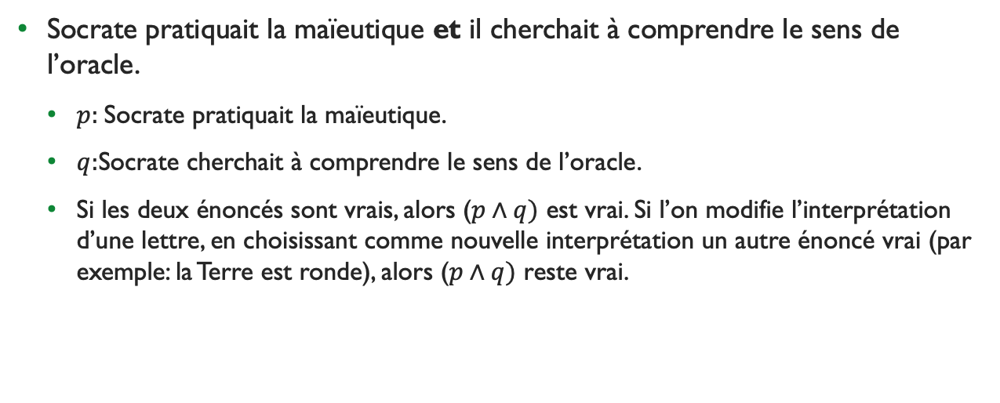 • Socrate pratiquait la maïeutique et il cherchait à comprendre le sens de
l’oracle.
• p: Socrate pratiquait la maïeutique.
• q:Socrate cherchait à comprendre le sens de l’oracle.
• Si les deux énoncés sont vrais, alors (p ∧ q) est vrai. Si l’on modifie l’interprétation
d’une lettre, en choisissant comme nouvelle interprétation un autre énoncé vrai (par
exemple: la Terre est ronde), alors (p ∧ q) reste vrai.